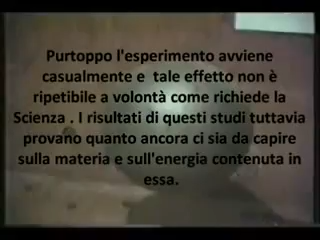 Purtoppo l'esperimento avviene
casualmente e tale effetto non è
ripetibile a volontà come richiede la
Scienza . I risultati di questi studi tuttavia
provano quanto ancora ci sia da capire
sulla materia e sull'energia contenuta in
essa.